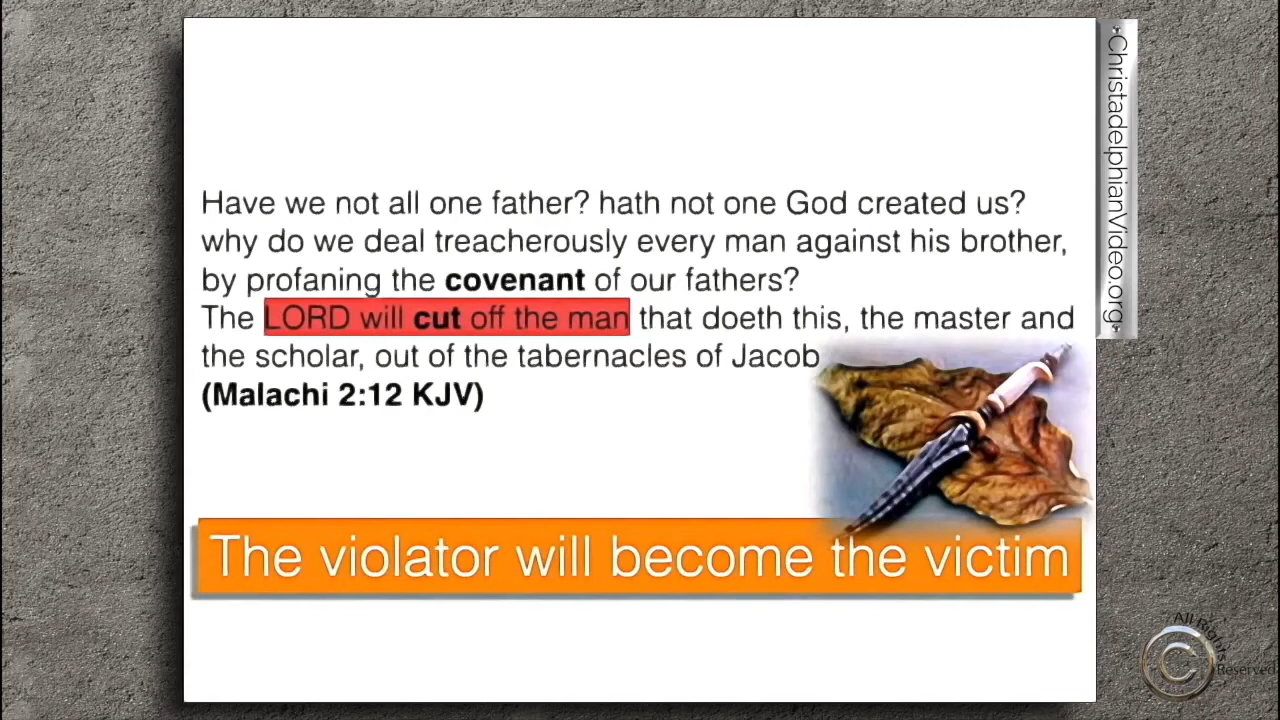 Have we not all one father? hath not one God created us?
why do we deal treacherously every man against his brother,
by profaning the covenant of our fathers?
The LORD will cut off the man that doeth this, the master and
the scholar, out of the tabernacles of Jacob
(Malachi 2:12 KJV)
The violator will become the victim
•ChristadelphianVideo.org•
All Rights
C
Reserved